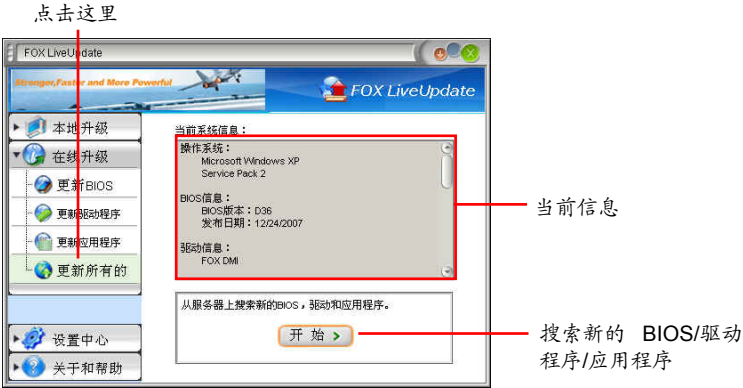 点击这里
FOX LiveUpdate
Stronger,Faster and More Powerful
FOX LiveUpdate
本地升级
在线升级
更新BIOS
更新驱动程序
更新应用程序
更新所有的
设置中心
关于和帮助
当前系统信息：
操作系统：
Microsoft Windows XP
Service Pack 2
BIOS信息：
BIOS版本：D36
发布日期：12/24/2007
驱动信息：
FOX DMI
从服务器上搜索新的BIOS，驱动和应用程序。
开 始
当前信息
搜索新的 BIOS/驱动
程序/应用程序